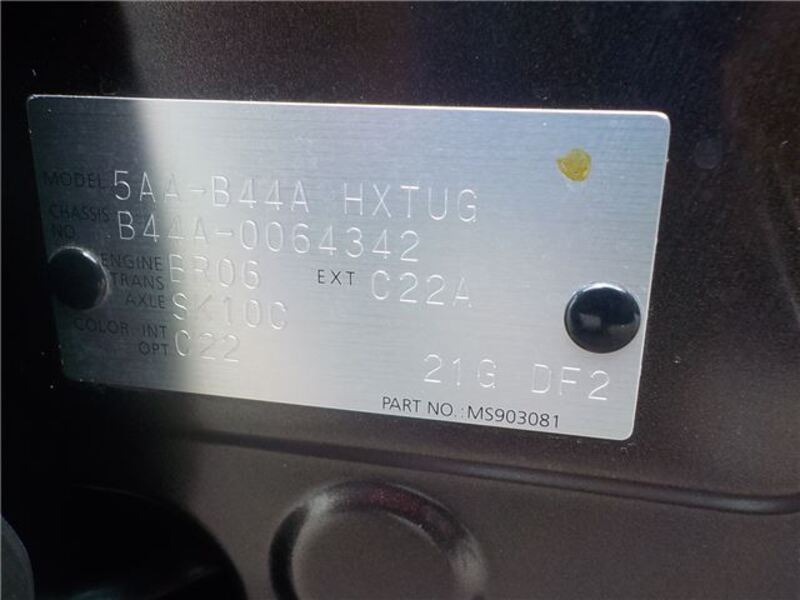 MODEL 5AA-B44A HXTUG
CHASSIS NO B44A-0064342
ENGINE BR06 EXT C22A
TRANS AXLE SK10C
COLOR INT OPT C22
21G DF2
PART NO.:MS903081